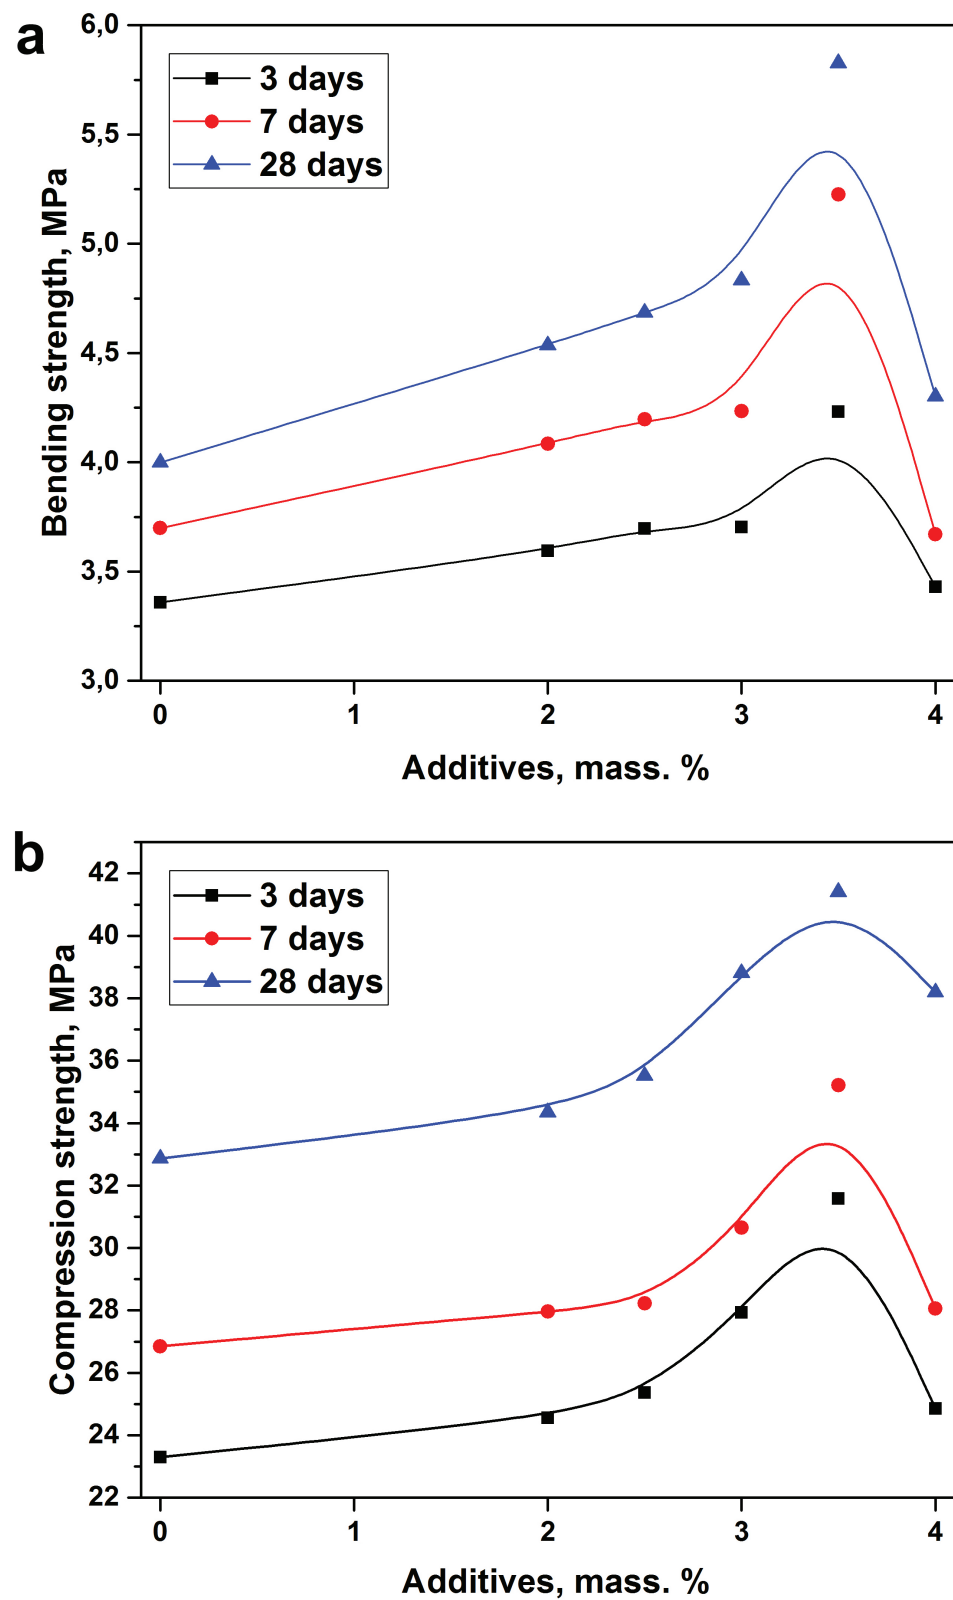 a
6,0
5,5
5,0
4,5
4,0
3,5
3,0
Bending strength, MPa
3 days
7 days
28 days
0 1 2 3 4
Additives, mass. %
b
42
40
38
36
34
32
30
28
26
24
22
Compression strength, MPa
3 days
7 days
28 days
0 1 2 3 4
Additives, mass. %